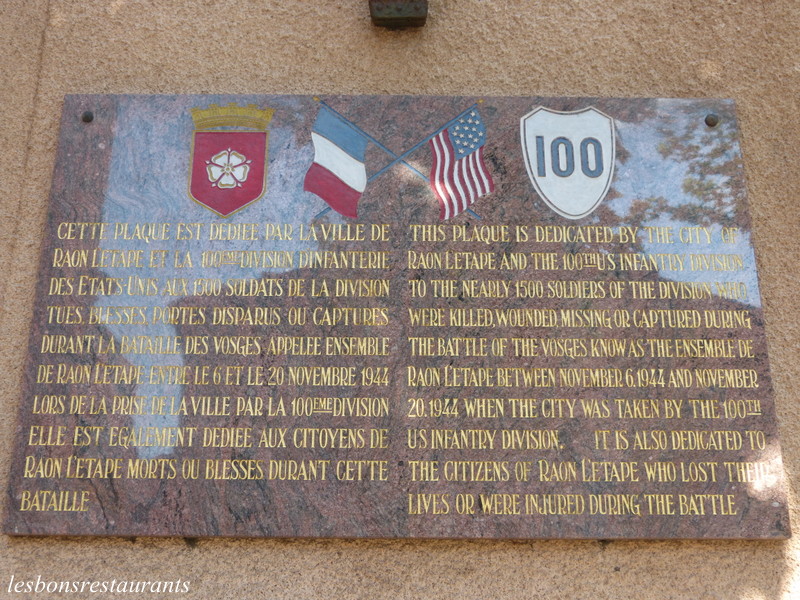 100
CETTE PLAQUE EST DEDIEE PAR LA VILLE DE
RAON L'ETAPE ET LA 100EME DIVISION D'INFANTERIE
DES ETATS-UNIS AUX 1500 SOLDATS DE LA DIVISION
TUES, BLESSES, PORTES DISPARUS OU CAPTURES
DURANT LA BATAILLE DES VOSGES, APPELEE ENSEMBLE
DE RAON L'ETAPE ENTRE LE 6 ET LE 20 NOVEMBRE 1944
LORS DE LA PRISE DE LA VILLE PAR LA 100EME DIVISION
ELLE EST EGALEMENT DEDIEE AUX CITOYENS DE
RAON L'ETAPE MORTS OU BLESSES DURANT CETTE
BATAILLE
THIS PLAQUE IS DEDICATED BY THE CITY OF
RAON L'ETAPE AND THE 100TH US INFANTRY DIVISION
TO THE NEARLY 1500 SOLDIERS OF THE DIVISION WHO
WERE KILLED, WOUNDED, MISSING OR CAPTURED DURING
THE BATTLE OF THE VOSGES KNOW AS THE ENSEMBLE DE
RAON L'ETAPE BETWEEN NOVEMBER 6.1944 AND NOVEMBER
20.1944 WHEN THE CITY WAS TAKEN BY THE 100TH
US INFANTRY DIVISION. IT IS ALSO DEDICATED TO
THE CITIZENS OF RAON L'ETAPE WHO LOST THEIR
LIVES OR WERE INJURED DURING THE BATTLE
lesbonsrestaurants